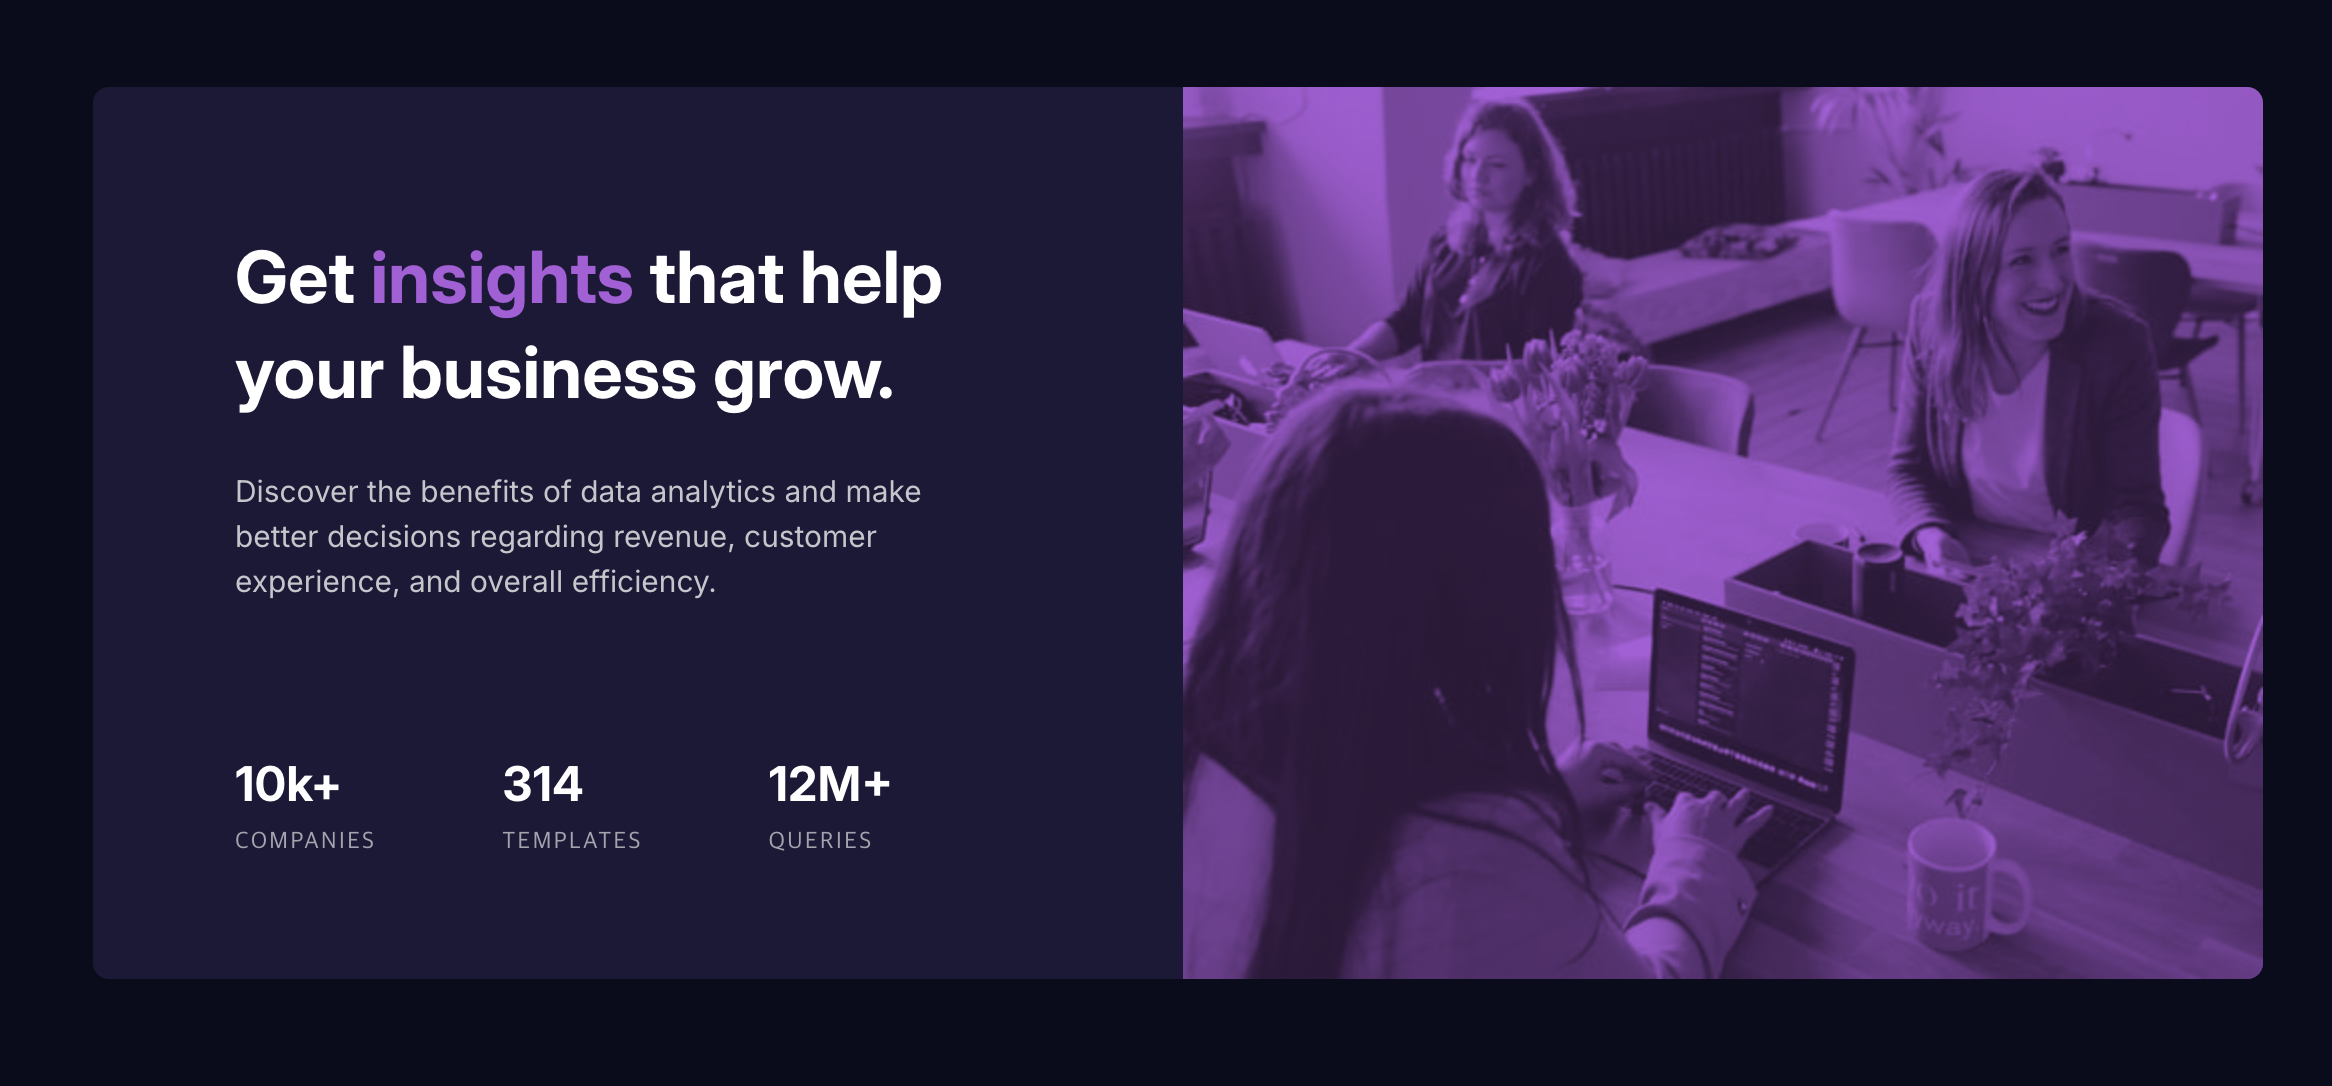 Get insights that help
your business grow.
Discover the benefits of data analytics and make
better decisions regarding revenue, customer
experience, and overall efficiency.
10k+ 314 12M+
COMPANIES TEMPLATES QUERIES